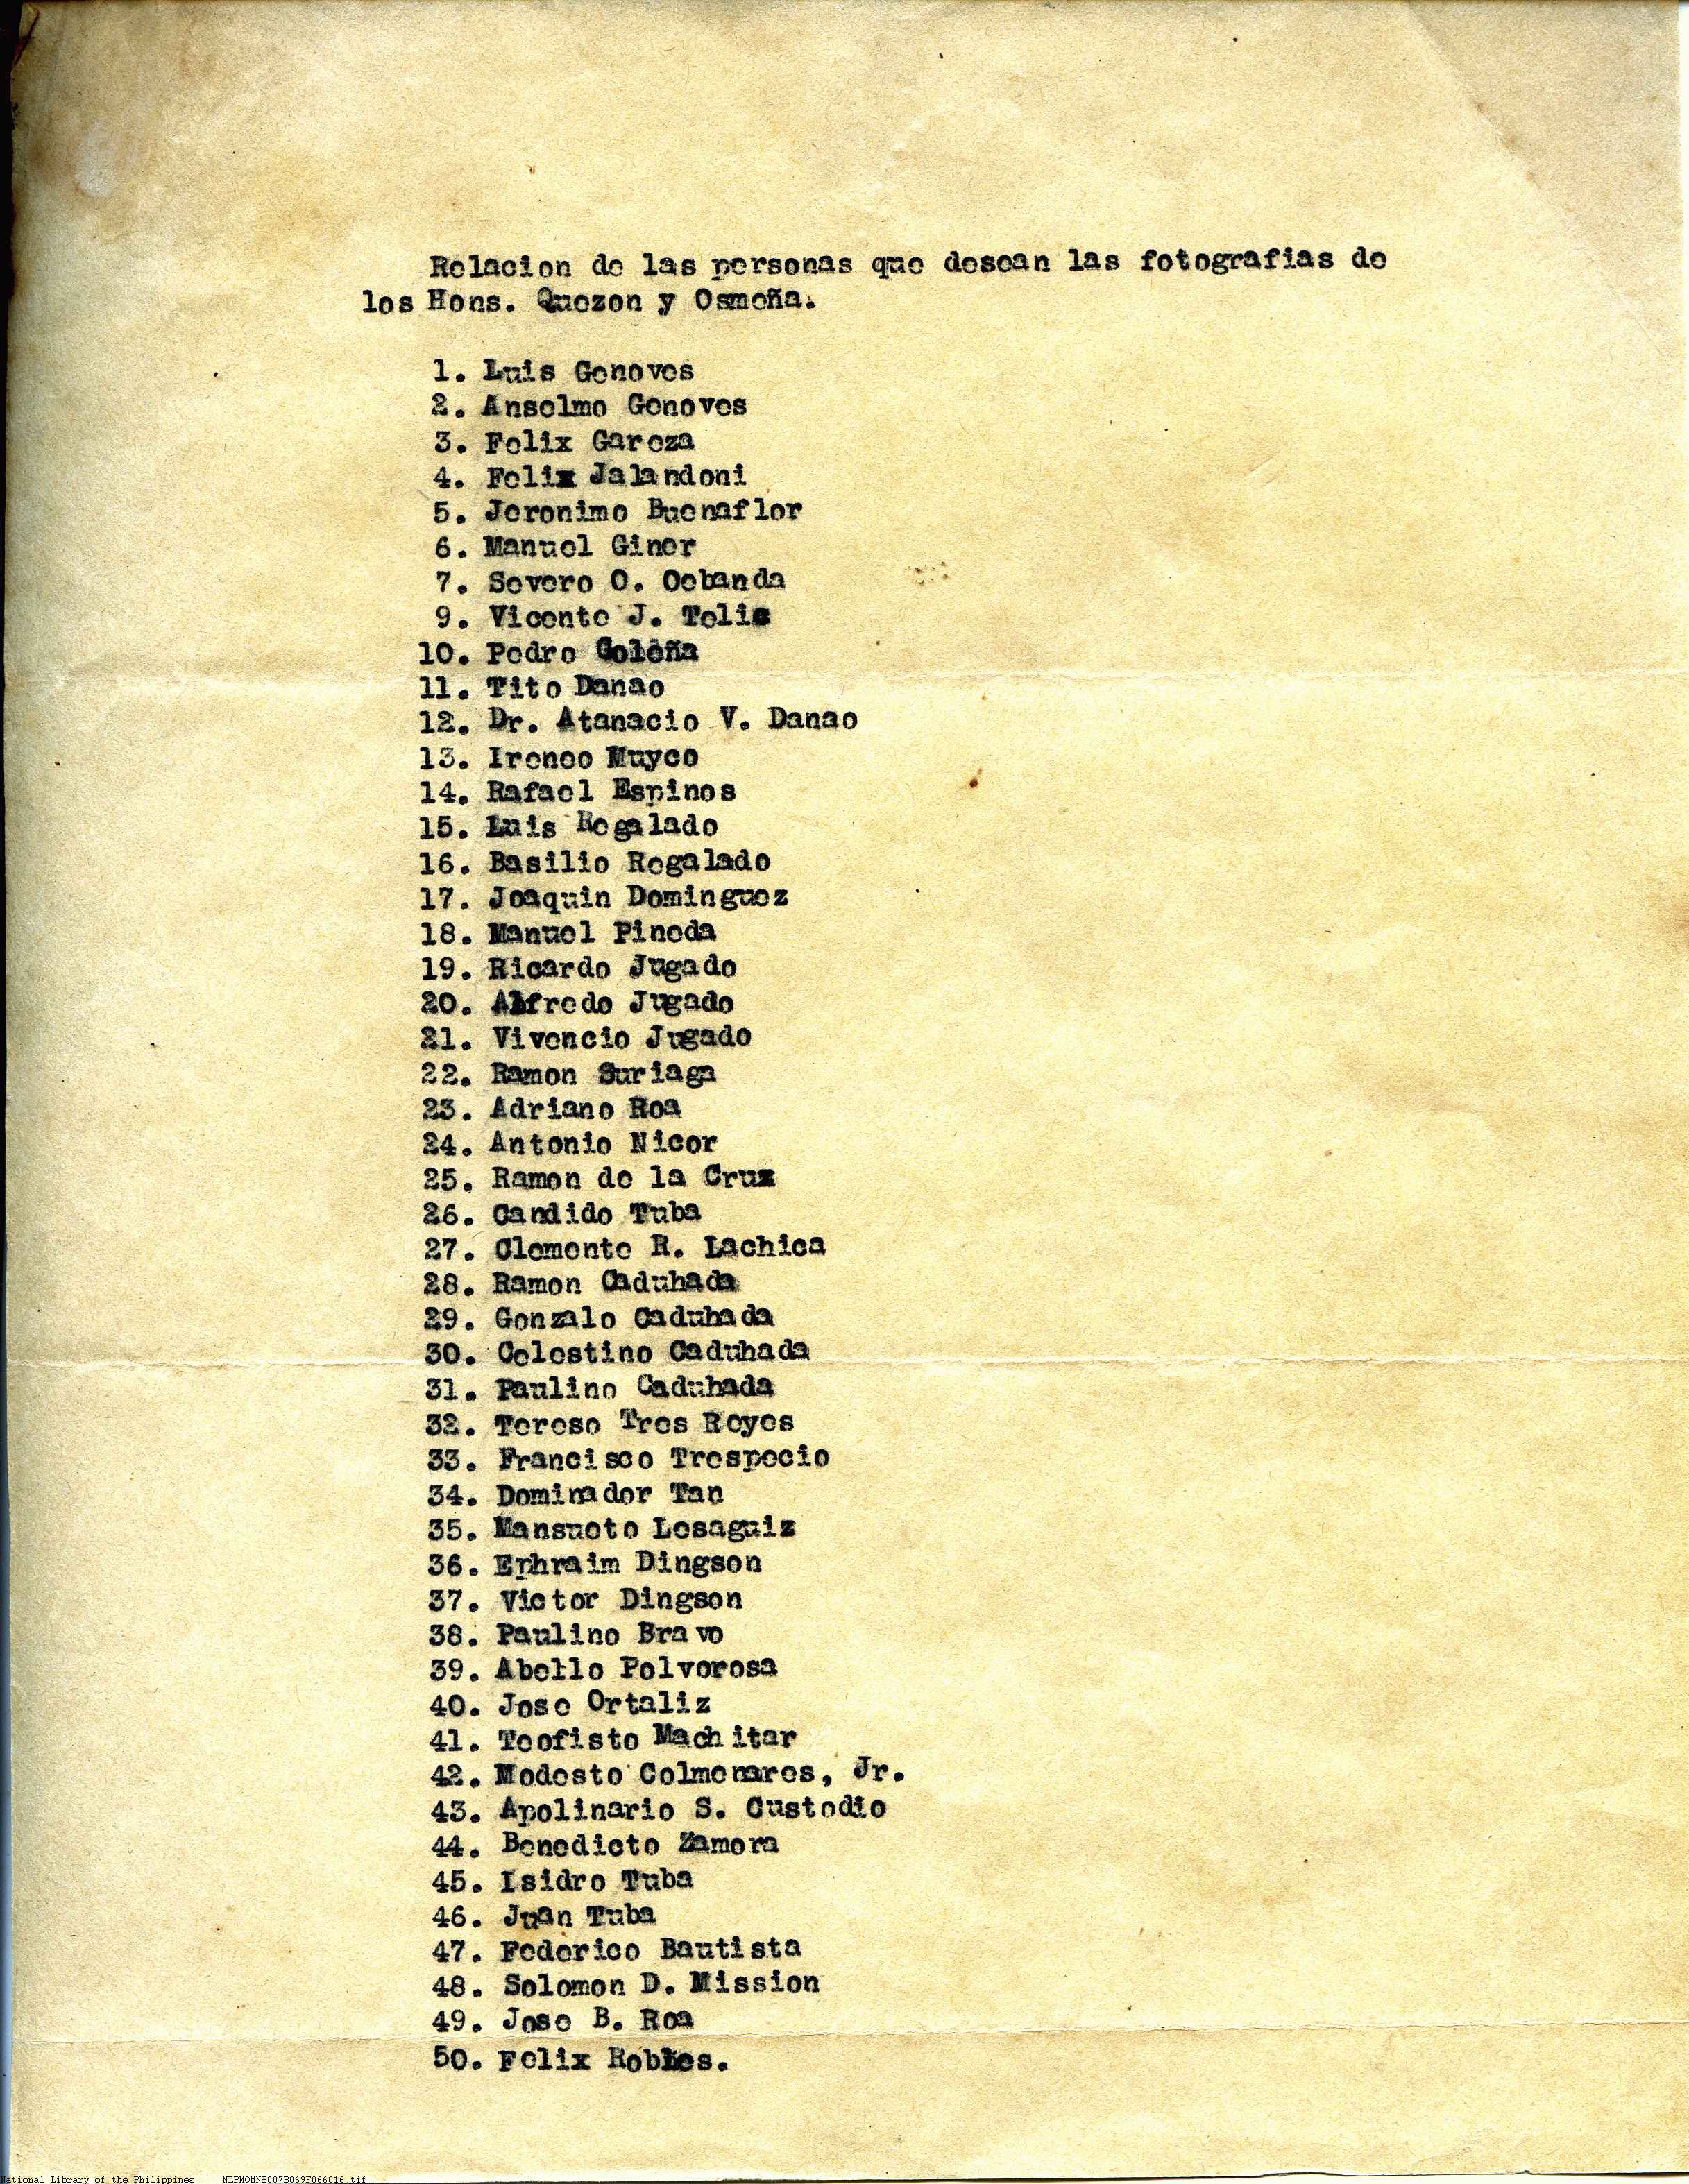 Relacion de las personas que desean las fotografias de
los Hons. Quezon y Osmeña.
1. Luis Genoves
2. Anselmo Genoves
3. Felix Gareza
4. Felix Jalandoni
5. Jeronimo Buenaflor
6. Manuel Giner
7. Severo O. Oebanda
9. Vicente J. Telis
10. Pedro Goleña
11. Tito Danao
12. Dr. Atanacio V. Danao
13. Ireneo Muyco
14. Rafael Espinos
15. Luis Regalado
16. Basilio Regalado
17. Joaquin Dominguez
18. Manuel Pineda
19. Ricardo Jugado
20. Alfredo Jugado
21. Vivencio Jugado
22. Ramon Suriaga
23. Adriano Roa
24. Antonio Nicor
25. Ramon de la Cruz
26. Candido Tuba
27. Clemente R. Lachica
28. Ramon Caduhada
29. Gonzalo Caduhada
30. Celestino Caduhada
31. Paulino Caduhada
32. Tereso Tres Reyes
33. Francisco Trespecio
34. Dominador Tan
35. Mansueto Lesaguiz
36. Ephraim Dingson
37. Victor Dingson
38. Paulino Bravo
39. Abello Polvorosa
40. Jose Ortaliz
41. Teofisto Machitar
42. Modesto Colmenares, Jr.
43. Apolinario S. Custodio
44. Benedicto Zamora
45. Isidro Tuba
46. Juan Tuba
47. Federico Bautista
48. Solomon D. Mission
49. Jose B. Roa
50. Felix Robles.
National Library of the Philippines NLPMQMNS007B069F066016.tif